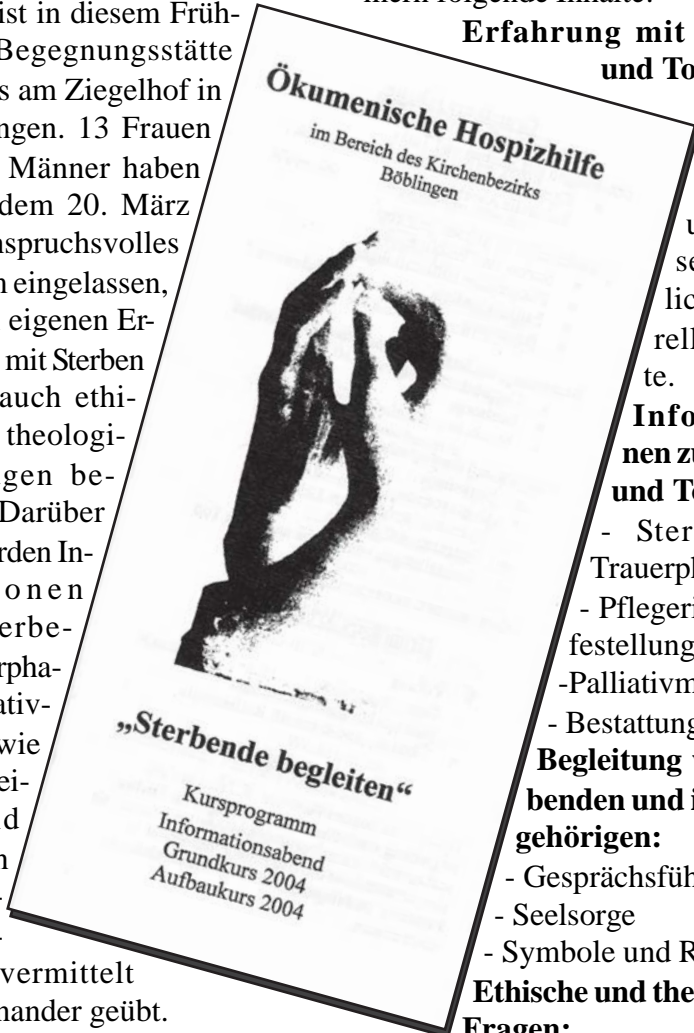 ist in diesem Früh-
Begegnungsstätte
s am Ziegelhof in
ngen. 13 Frauen
Männer haben
dem 20. März
nspruchsvolles
n eingelassen,
eigenen Er-
mit Sterben
auch ethi-
theologi-
gen be-
Darüber
rden In-
onen
erbe-
rpha-
ativ-
wie
ei-
d
n
vermittelt
nander geübt.
Ökumenische Hospizhilfe
im Bereich des Kirchenbezirks
Böblingen
„Sterbende begleiten“
Kursprogramm
Informationsabend
Grundkurs 2004
Aufbaukurs 2004
mern folgende Inhalte:
Erfahrung mit
und To
u
se
lic
rell
te.
Info
nen zu
und To
- Ster
Trauerph
- Pflegeri
festellung
-Palliativm
- Bestattung
Begleitung v
benden und i
gehörigen:
- Gesprächsfüh
- Seelsorge
- Symbole und R
Ethische und the
Fragen: